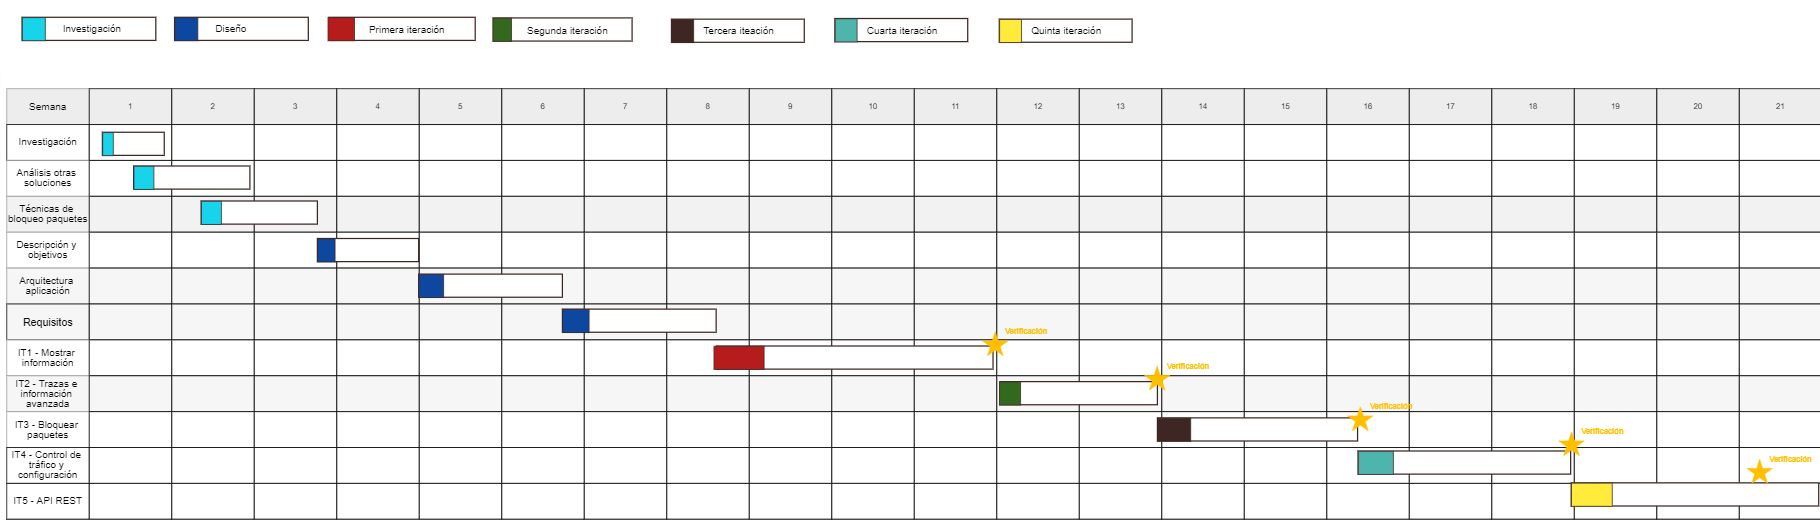 Investigación
Diseño
Primera iteración
Segunda iteración
Tercera iteación
Cuarta iteración
Quinta iteración
Semana 1 2 3 4 5 6 7 8 9 10 11 12 13 14 15 16 17 18 19 20 21
Investigación
Análisis otras
soluciones
Técnicas de
bloqueo paquetes
Descripción y
objetivos
Arquitectura
aplicación
Requisitos
Verificación
IT1 - Mostrar
información
Verificación
IT2 - Trazas e
información
avanzada
Verificación
IT3 - Bloquear
paquetes
Verificación
IT4 - Control de
tráfico y
configuración
Verificación
IT5 - API REST